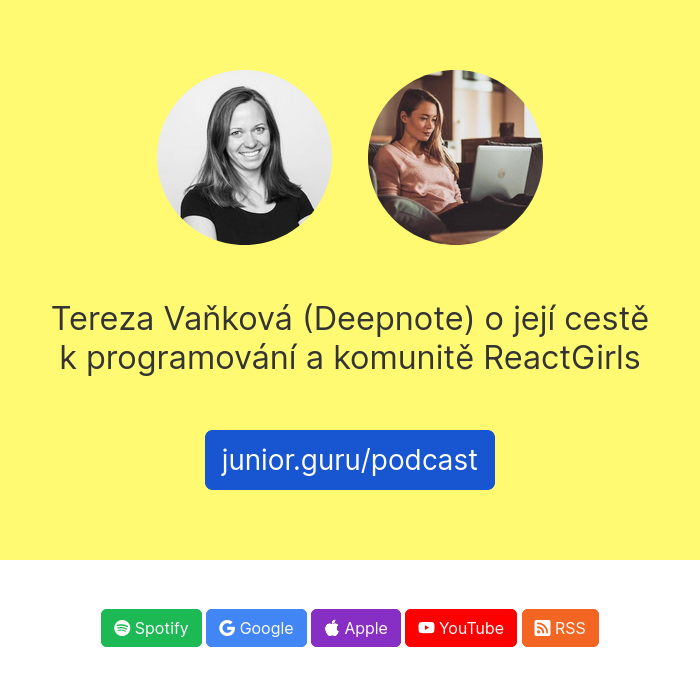 Tereza Vaňková (Deepnote) o její cestě
k programování a komunitě ReactGirls
junior.guru/podcast
Spotify Google Apple YouTube RSS